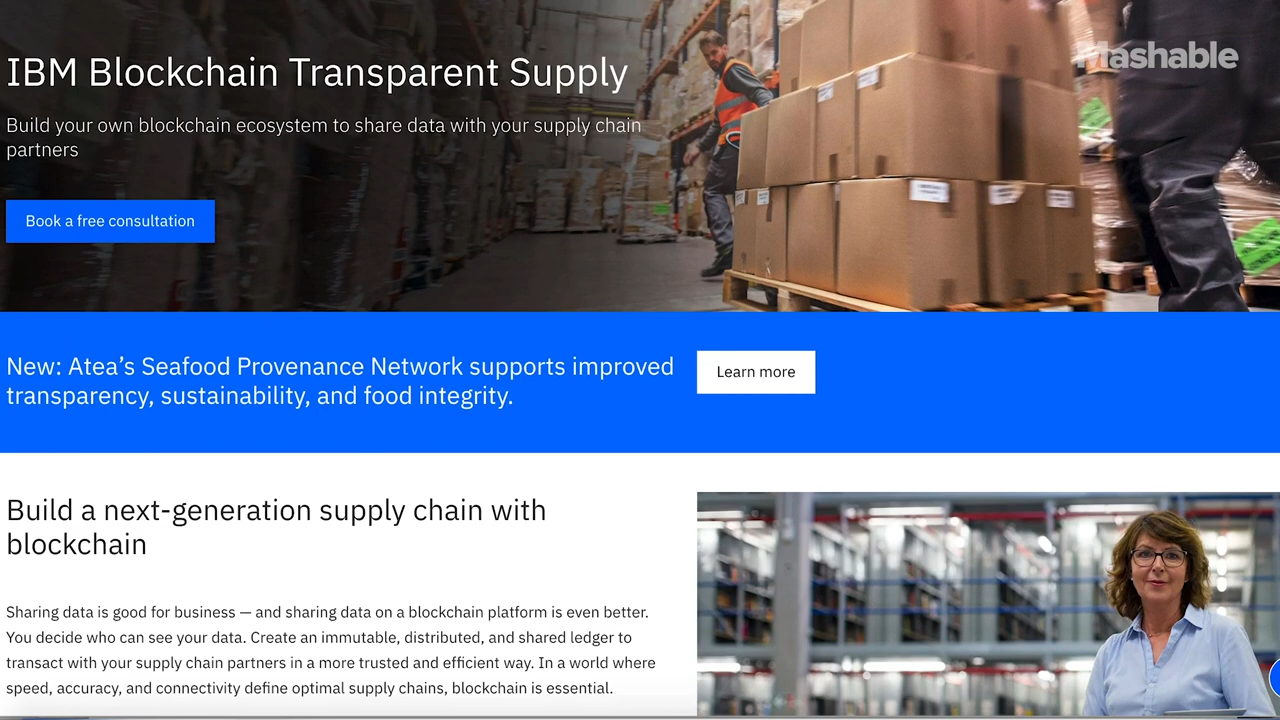 Mashable
IBM Blockchain Transparent Supply
Build your own blockchain ecosystem to share data with your supply chain
partners
Book a free consultation
New: Atea’s Seafood Provenance Network supports improved
transparency, sustainability, and food integrity.
Learn more
Build a next-generation supply chain with
blockchain
Sharing data is good for business — and sharing data on a blockchain platform is even better.
You decide who can see your data. Create an immutable, distributed, and shared ledger to
transact with your supply chain partners in a more trusted and efficient way. In a world where
speed, accuracy, and connectivity define optimal supply chains, blockchain is essential.